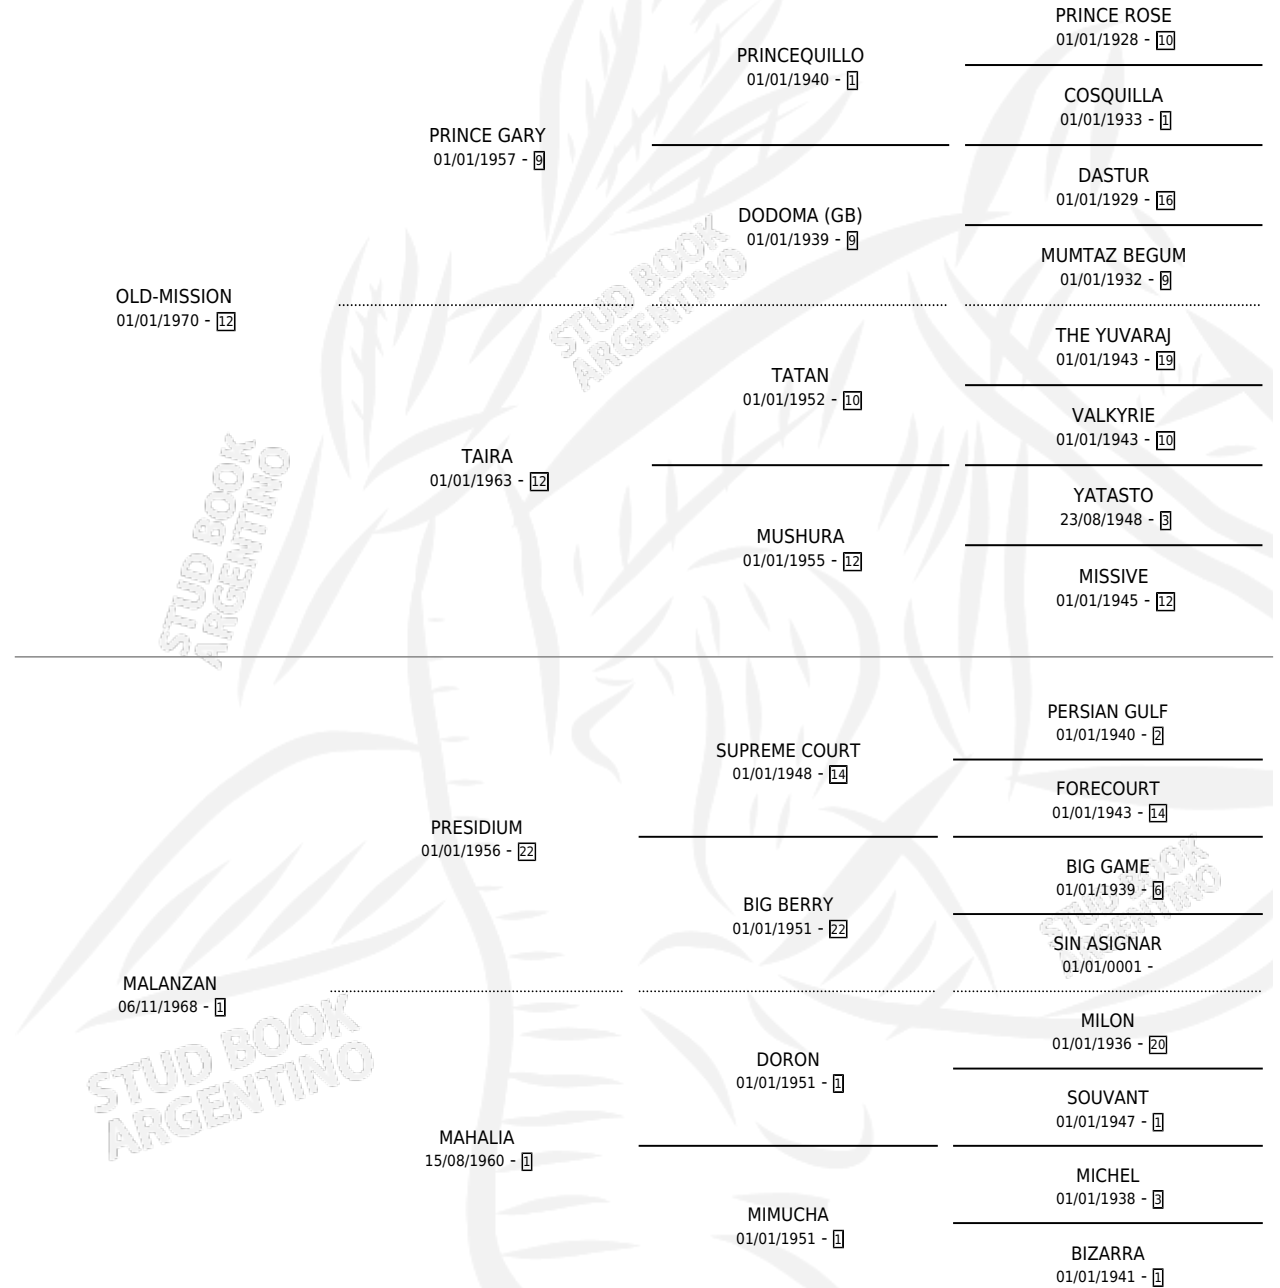 PRINCE ROSE
01/01/1928 - 10
PRINCEQUILLO
01/01/1940 - 1
COSQUILLA
01/01/1933 - 1
PRINCE GARY
01/01/1957 - 9
DASTUR
01/01/1929 - 16
DODOMA (GB)
01/01/1939 - 9
MUMTAZ BEGUM
01/01/1932 - 9
OLD-MISSION
01/01/1970 - 12
THE YUVARAJ
01/01/1943 - 19
TATAN
01/01/1952 - 10
VALKYRIE
01/01/1943 - 10
TAIRA
01/01/1963 - 12
YATASTO
23/08/1948 - 3
MUSHURA
01/01/1955 - 12
MISSIVE
01/01/1945 - 12
PERSIAN GULF
01/01/1940 - 2
SUPREME COURT
01/01/1948 - 14
FORECOURT
01/01/1943 - 14
PRESIDIUM
01/01/1956 - 22
BIG GAME
01/01/1939 - 6
BIG BERRY
01/01/1951 - 22
SIN ASIGNAR
01/01/0001 -
MALANZAN
06/11/1968 - 1
MILON
01/01/1936 - 20
DORON
01/01/1951 - 1
SOUVANT
01/01/1947 - 1
MAHALIA
15/08/1960 - 1
MICHEL
01/01/1938 - 3
MIMUCHA
01/01/1951 - 1
BIZARRA
01/01/1941 - 1
STUD BOOK
ARGENTINO
STUD BOOK
ARGENTINO
STUD BOOK
ARGENTINO
STUD BOOK
ARGENTINO